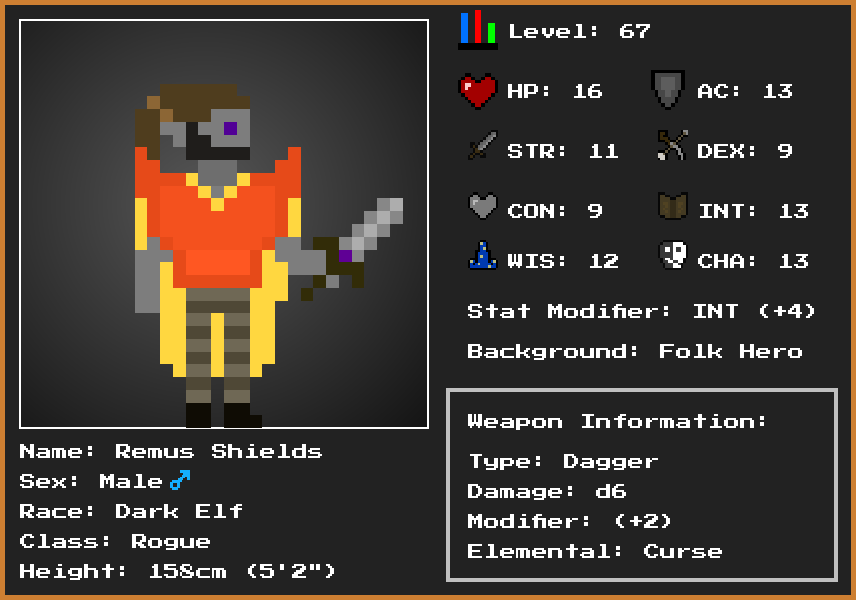 Level: 67
HP: 16 AC: 13
STR: 11 DEX: 9
CON: 9 INT: 13
WIS: 12 CHA: 13
Stat Modifier: INT (+4)
Background: Folk Hero
Weapon Information:
Type: Dagger
Damage: d6
Modifier: (+2)
Elemental: Curse
Name: Remus Shields
Sex: Male ♂
Race: Dark Elf
Class: Rogue
Height: 158cm (5'2")